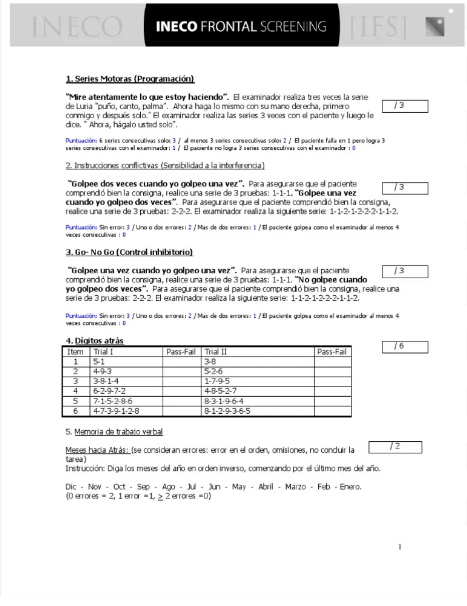 INECO
INECO FRONTAL SCREENING
[IFS]
1. Series Motoras (Programación)
"Mire atentamente lo que estoy haciendo". El examinador realiza tres veces la serie
de Luria "puño, canto, palma". Ahora haga lo mismo con su mano derecha, primero
conmigo y después solo." El examinador realiza las series 3 veces con el paciente y luego le
dice. " Ahora, hágalo usted solo".
/ 3
Puntuación: 6 series consecutivas solo: 3 / al menos 3 series consecutivas solo: 2 / El paciente falla en 1 pero logra 3
series consecutivas con el examinador: 1 / El paciente no logra 3 series consecutivas con el examinador : 0
2. Instrucciones conflictivas (Sensibilidad a la interferencia)
"Golpee dos veces cuando yo golpeo una vez". Para asegurarse que el paciente
comprendió bien la consigna, realice una serie de 3 pruebas: 1-1-1. "Golpee una vez
cuando yo golpeo dos veces". Para asegurarse que el paciente comprendió bien la consigna,
realice una serie de 3 pruebas: 2-2-2. El examinador realiza la siguiente serie: 1-1-2-1-2-2-2-1-1-2.
/ 3
Puntuación: Sin error: 3 / Uno o dos errores: 2 / Mas de dos errores: 1 / El paciente golpea como el examinador al menos 4
veces consecutivas : 0
3. Go- No Go (Control inhibitorio)
"Golpee una vez cuando yo golpeo una vez". Para asegurarse que el paciente
comprendió bien la consigna, realice una serie de 3 pruebas: 1-1-1. "No golpee cuando
yo golpeo dos veces". Para asegurarse que el paciente comprendió bien la consigna, realice una
serie de 3 pruebas: 2-2-2. El examinador realiza la siguiente serie: 1-1-2-1-2-2-2-1-1-2.
/ 3
Puntuación: Sin error: 3 / Uno o dos errores: 2 / Mas de dos errores: 1 / El paciente golpea como el examinador al menos 4
veces consecutivas : 0
4. Dígitos atrás
/ 6
Item Trial I Pass-Fail Trial II Pass-Fail
1 5-1 3-8
2 4-9-3 5-2-6
3 3-8-1-4 1-7-9-5
4 6-2-9-7-2 4-8-5-2-7
5 7-1-5-2-8-6 8-3-1-9-6-4
6 4-7-3-9-1-2-8 8-1-2-9-3-6-5
5. Memoria de trabajo verbal
Meses hacia Atrás: (se consideran errores: error en el orden, omisiones, no concluir la
tarea)
/ 2
Instrucción: Diga los meses del año en orden inverso, comenzando por el último mes del año.
Dic - Nov - Oct - Sep - Ago - Jul - Jun - May - Abril - Marzo - Feb - Enero.
(0 errores = 2, 1 error =1, ≥ 2 errores =0)
1